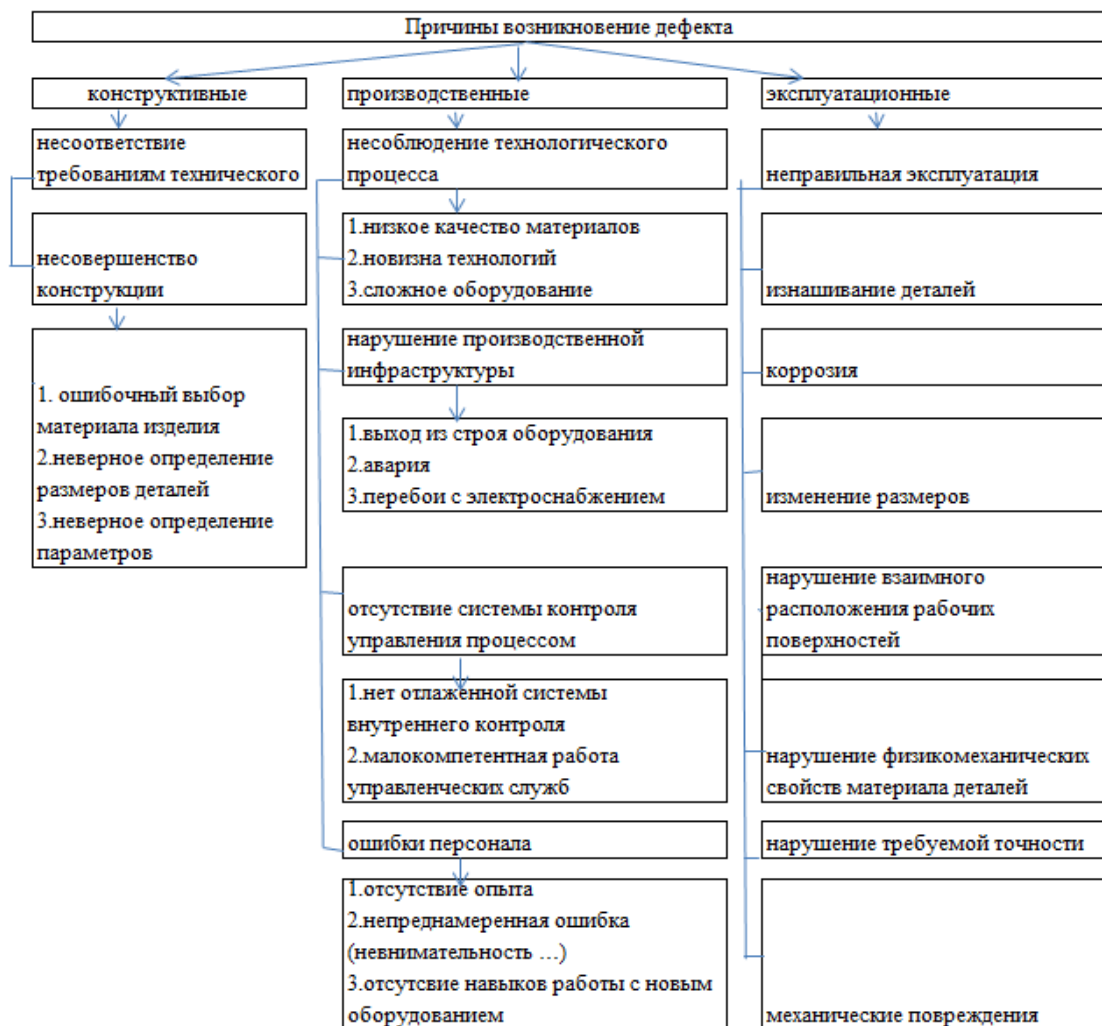 Причины возникновение дефекта
конструктивные
несоответствие
требованиям технического
несовершенство
конструкции
1. ошибочный выбор
материала изделия
2.неверное определение
размеров деталей
3.неверное определение
параметров
производственные
несоблюдение технологического
процесса
1.низкое качество материалов
2.новизна технологий
3.сложное оборудование
нарушение производственной
инфраструктуры
1.выход из строя оборудования
2.авария
3.перебои с электроснабжением
отсутствие системы контроля
управления процессом
1.нет отлаженной системы
внутреннего контроля
2.малокомпетентная работа
управленческих служб
ошибки персонала
1.отсутствие опыта
2.непреднамеренная ошибка
(невнимательность ...)
3.отсутсвие навыков работы с новым
оборудованием
эксплуатационные
неправильная эксплуатация
изнашивание деталей
коррозия
изменение размеров
нарушение взаимного
расположения рабочих
поверхностей
нарушение физикомеханических
свойств материала деталей
нарушение требуемой точности
механические повреждения